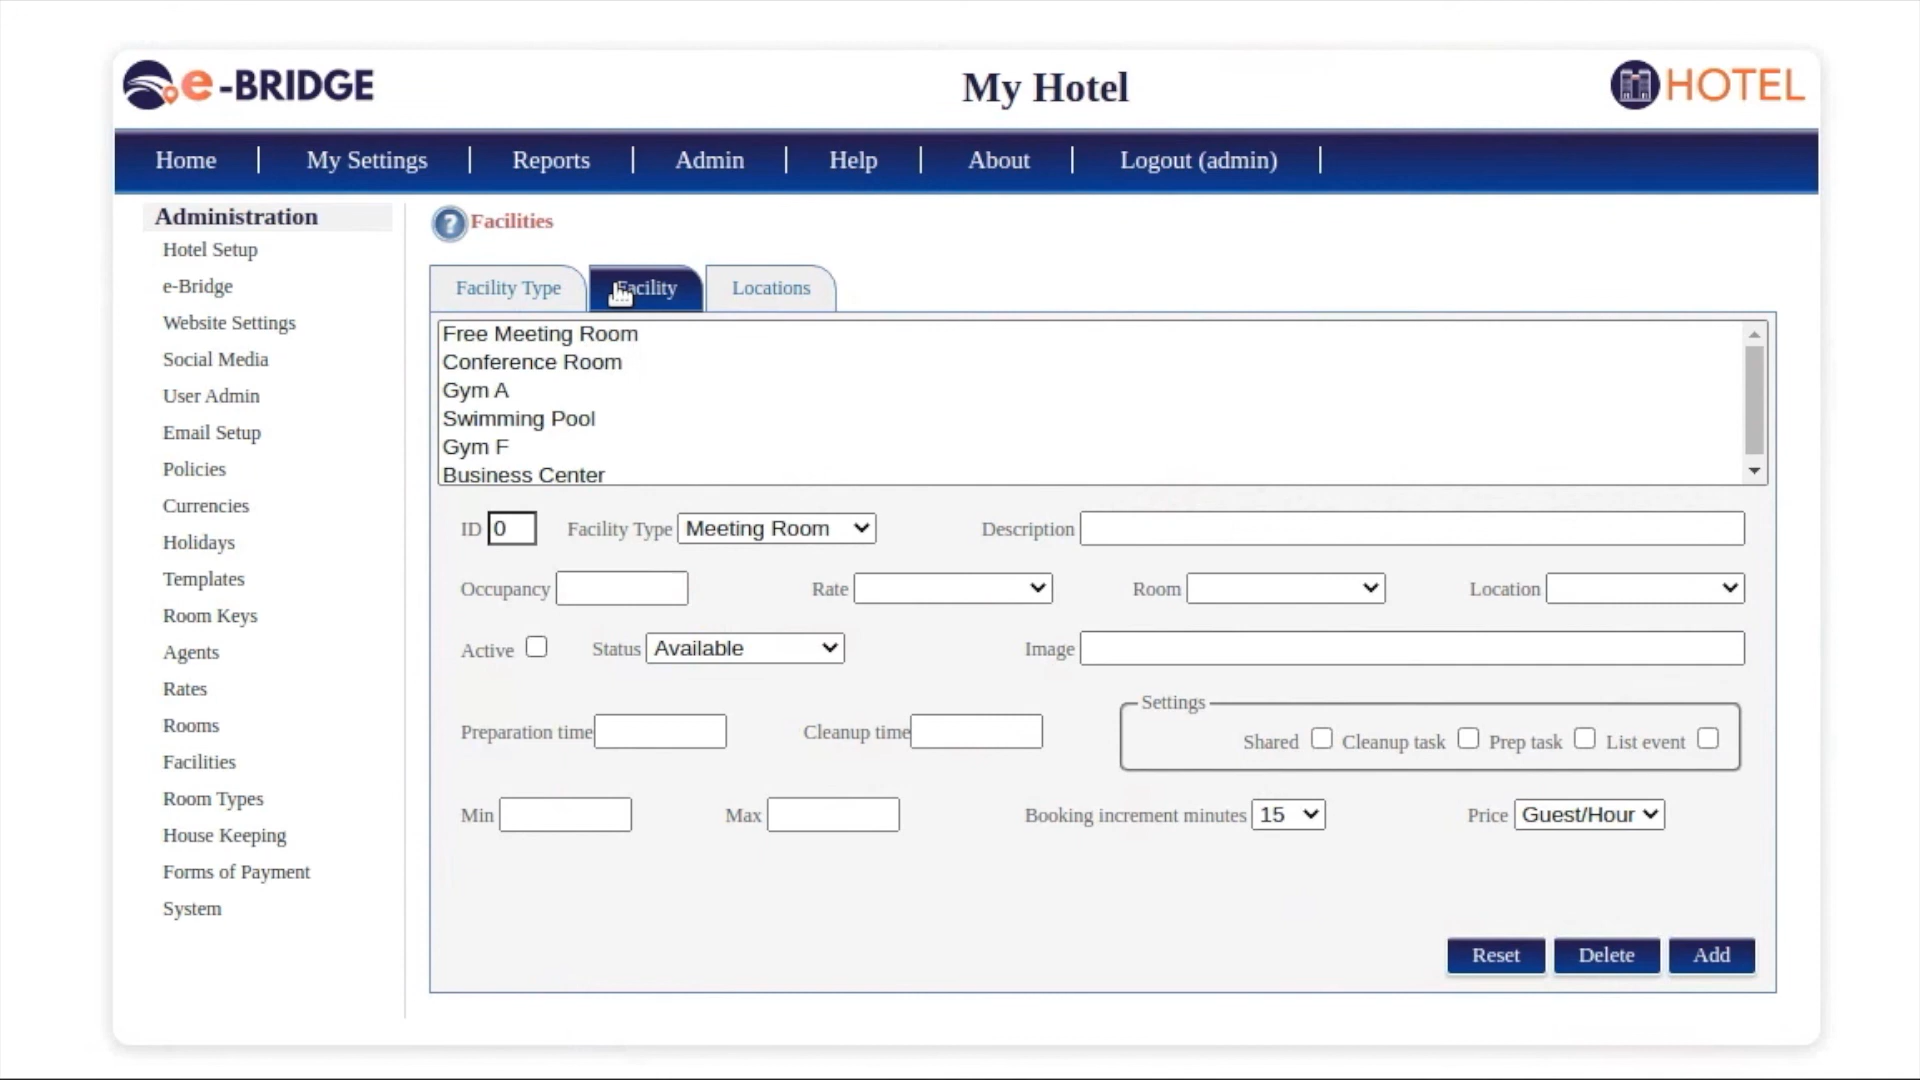 e-BRIDGE
My Hotel
HOTEL
Home | My Settings | Reports | Admin | Help | About | Logout (admin) |
Administration
Hotel Setup
e-Bridge
Website Settings
Social Media
User Admin
Email Setup
Policies
Currencies
Holidays
Templates
Room Keys
Agents
Rates
Rooms
Facilities
Room Types
House Keeping
Forms of Payment
System
? Facilities
Facility Type Facility Locations
Free Meeting Room
Conference Room
Gym A
Swimming Pool
Gym F
Business Center
ID 0 Facility Type Meeting Room Description
Occupancy Rate Room Location
Active Status Available Image
Settings
Preparation time Cleanup time Shared Cleanup task Prep task List event
Min Max Booking increment minutes 15 Price Guest/Hour
Reset Delete Add